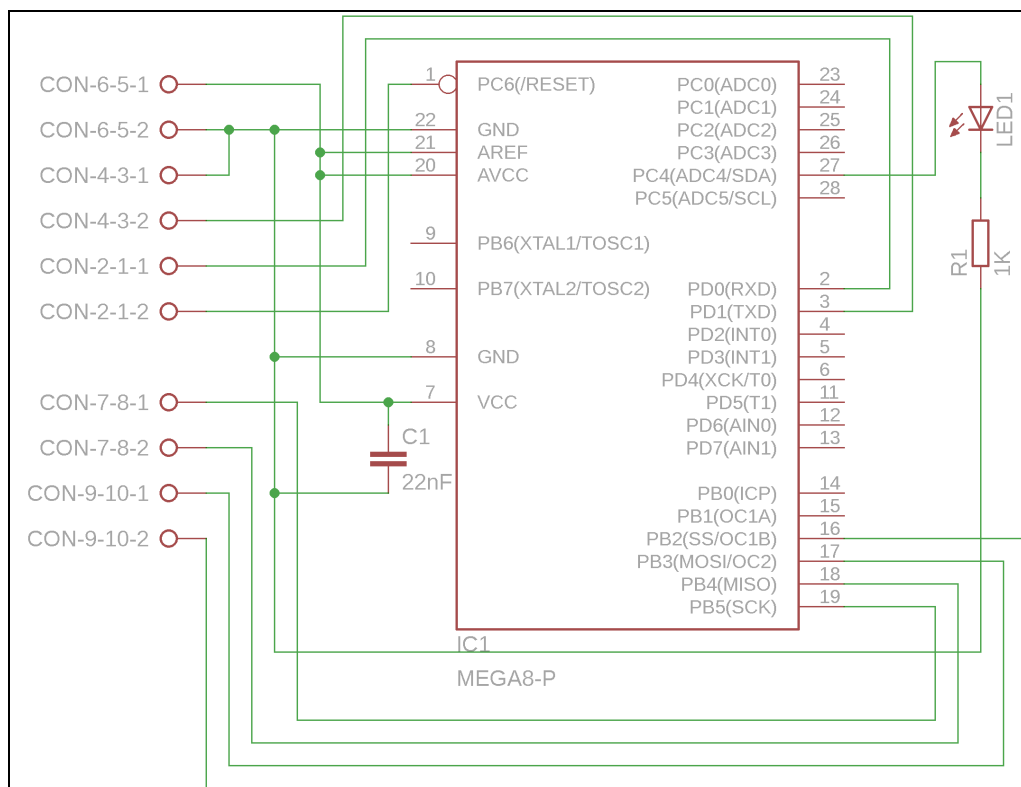 CON-6-5-1
CON-6-5-2
CON-4-3-1
CON-4-3-2
CON-2-1-1
CON-2-1-2
CON-7-8-1
CON-7-8-2
CON-9-10-1
CON-9-10-2
1 PC6(/RESET)
22 GND
21 AREF
20 AVCC
9 PB6(XTAL1/TOSC1)
10 PB7(XTAL2/TOSC2)
8 GND
7 VCC
C1
22nF
PC0(ADC0) 23
PC1(ADC1) 24
PC2(ADC2) 25
PC3(ADC3) 26
PC4(ADC4/SDA) 27
PC5(ADC5/SCL) 28
PD0(RXD) 2
PD1(TXD) 3
PD2(INT0) 4
PD3(INT1) 5
PD4(XCK/T0) 6
PD5(T1) 11
PD6(AIN0) 12
PD7(AIN1) 13
PB0(ICP) 14
PB1(OC1A) 15
PB2(SS/OC1B) 16
PB3(MOSI/OC2) 17
PB4(MISO) 18
PB5(SCK) 19
IC1
MEGA8-P
LED1
R1
1K